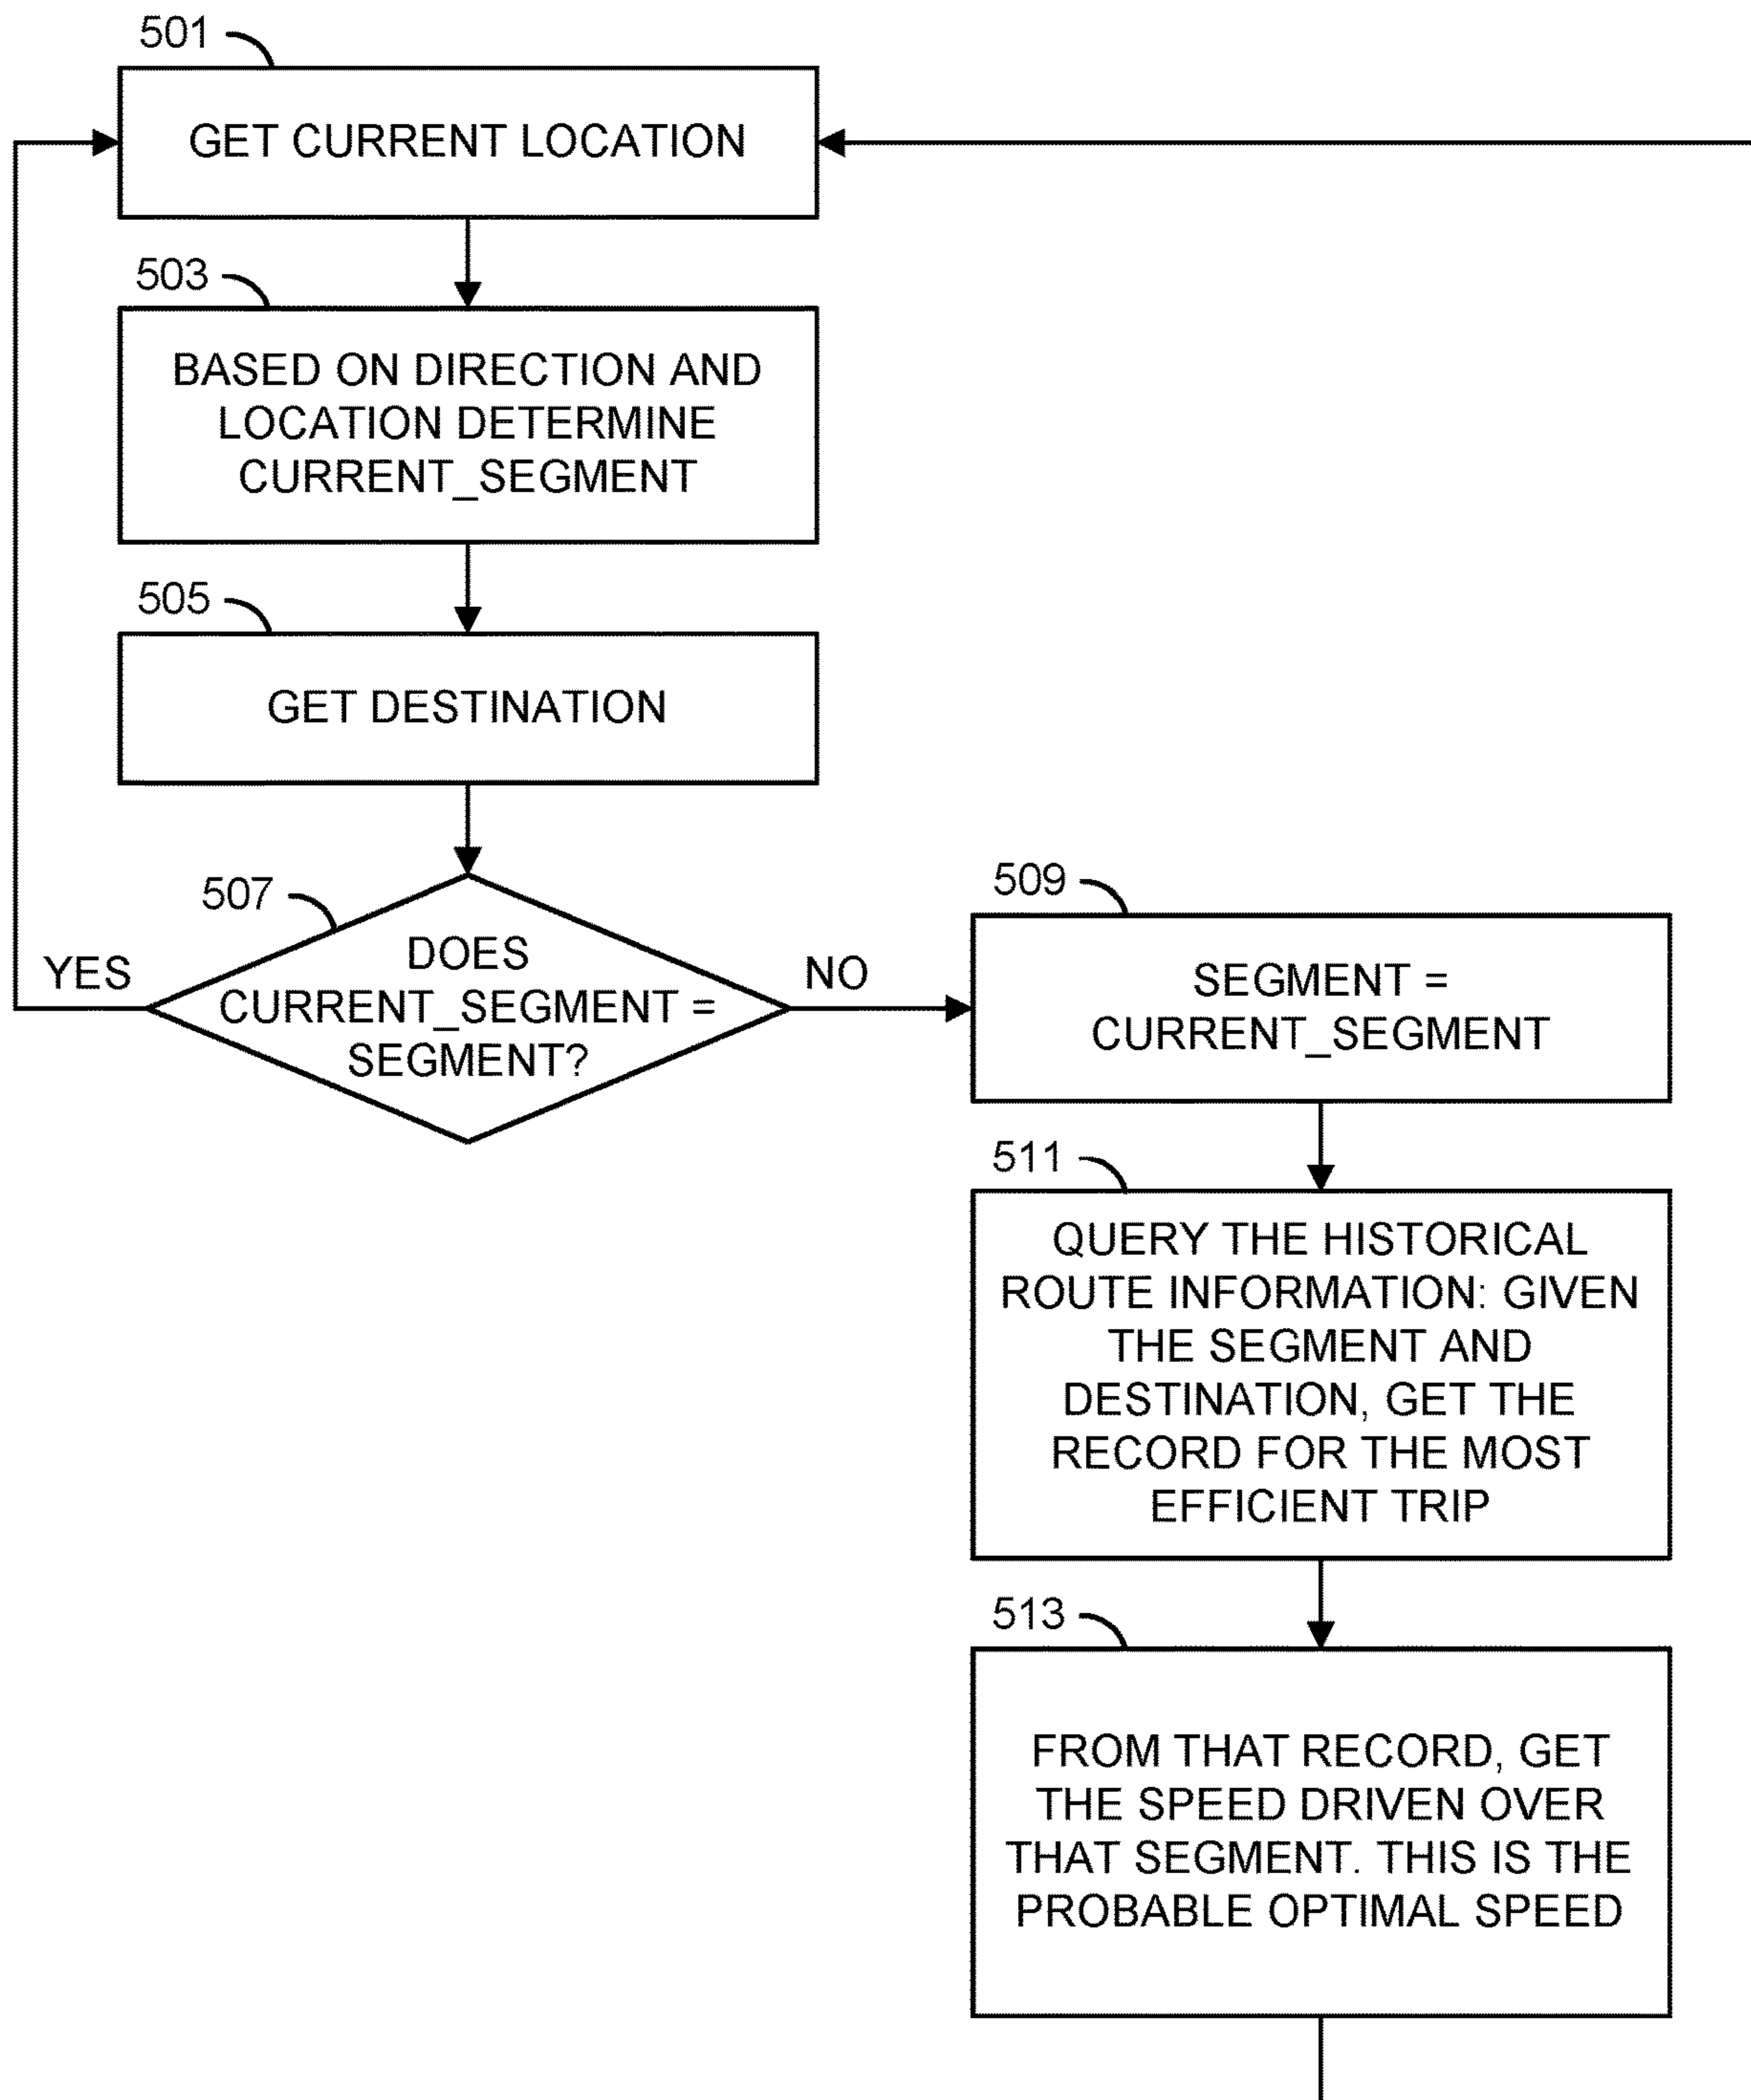 501
GET CURRENT LOCATION
503
BASED ON DIRECTION AND
LOCATION DETERMINE
CURRENT_SEGMENT
505
GET DESTINATION
507
DOES
CURRENT_SEGMENT =
SEGMENT?
YES
NO
509
SEGMENT =
CURRENT_SEGMENT
511
QUERY THE HISTORICAL
ROUTE INFORMATION: GIVEN
THE SEGMENT AND
DESTINATION, GET THE
RECORD FOR THE MOST
EFFICIENT TRIP
513
FROM THAT RECORD, GET
THE SPEED DRIVEN OVER
THAT SEGMENT. THIS IS THE
PROBABLE OPTIMAL SPEED